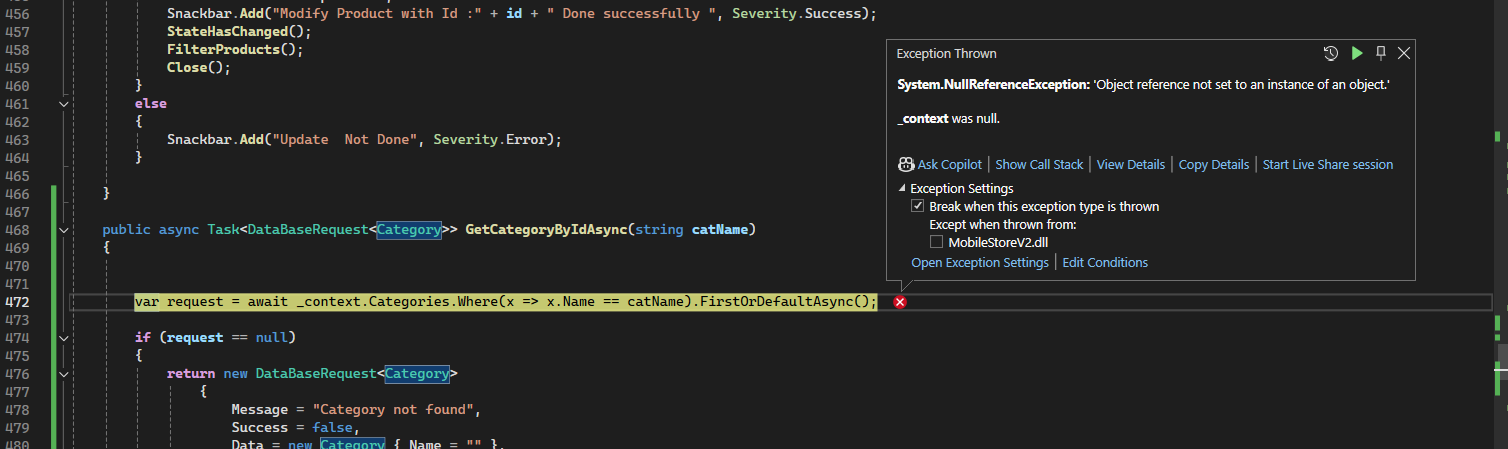 456 Snackbar.Add("Modify Product with Id :" + id + " Done successfully ", Severity.Success);
457 StateHasChanged();
458 FilterProducts();
459 Close();
460 }
461 else
462 {
463 Snackbar.Add("Update  Not Done", Severity.Error);
464 }
465
466 }
467
468 public async Task<DataBaseRequest<Category>> GetCategoryByIdAsync(string catName)
469 {
470
471
472 var request = await _context.Categories.Where(x => x.Name == catName).FirstOrDefaultAsync();
473
474 if (request == null)
475 {
476 return new DataBaseRequest<Category>
477 {
478 Message = "Category not found",
479 Success = false,
480 Data = new Category { Name = "" },
Exception Thrown
System.NullReferenceException: 'Object reference not set to an instance of an object.'
_context was null.
Ask Copilot | Show Call Stack | View Details | Copy Details | Start Live Share session
Exception Settings
Break when this exception type is thrown
Except when thrown from:
MobileStoreV2.dll
Open Exception Settings | Edit Conditions